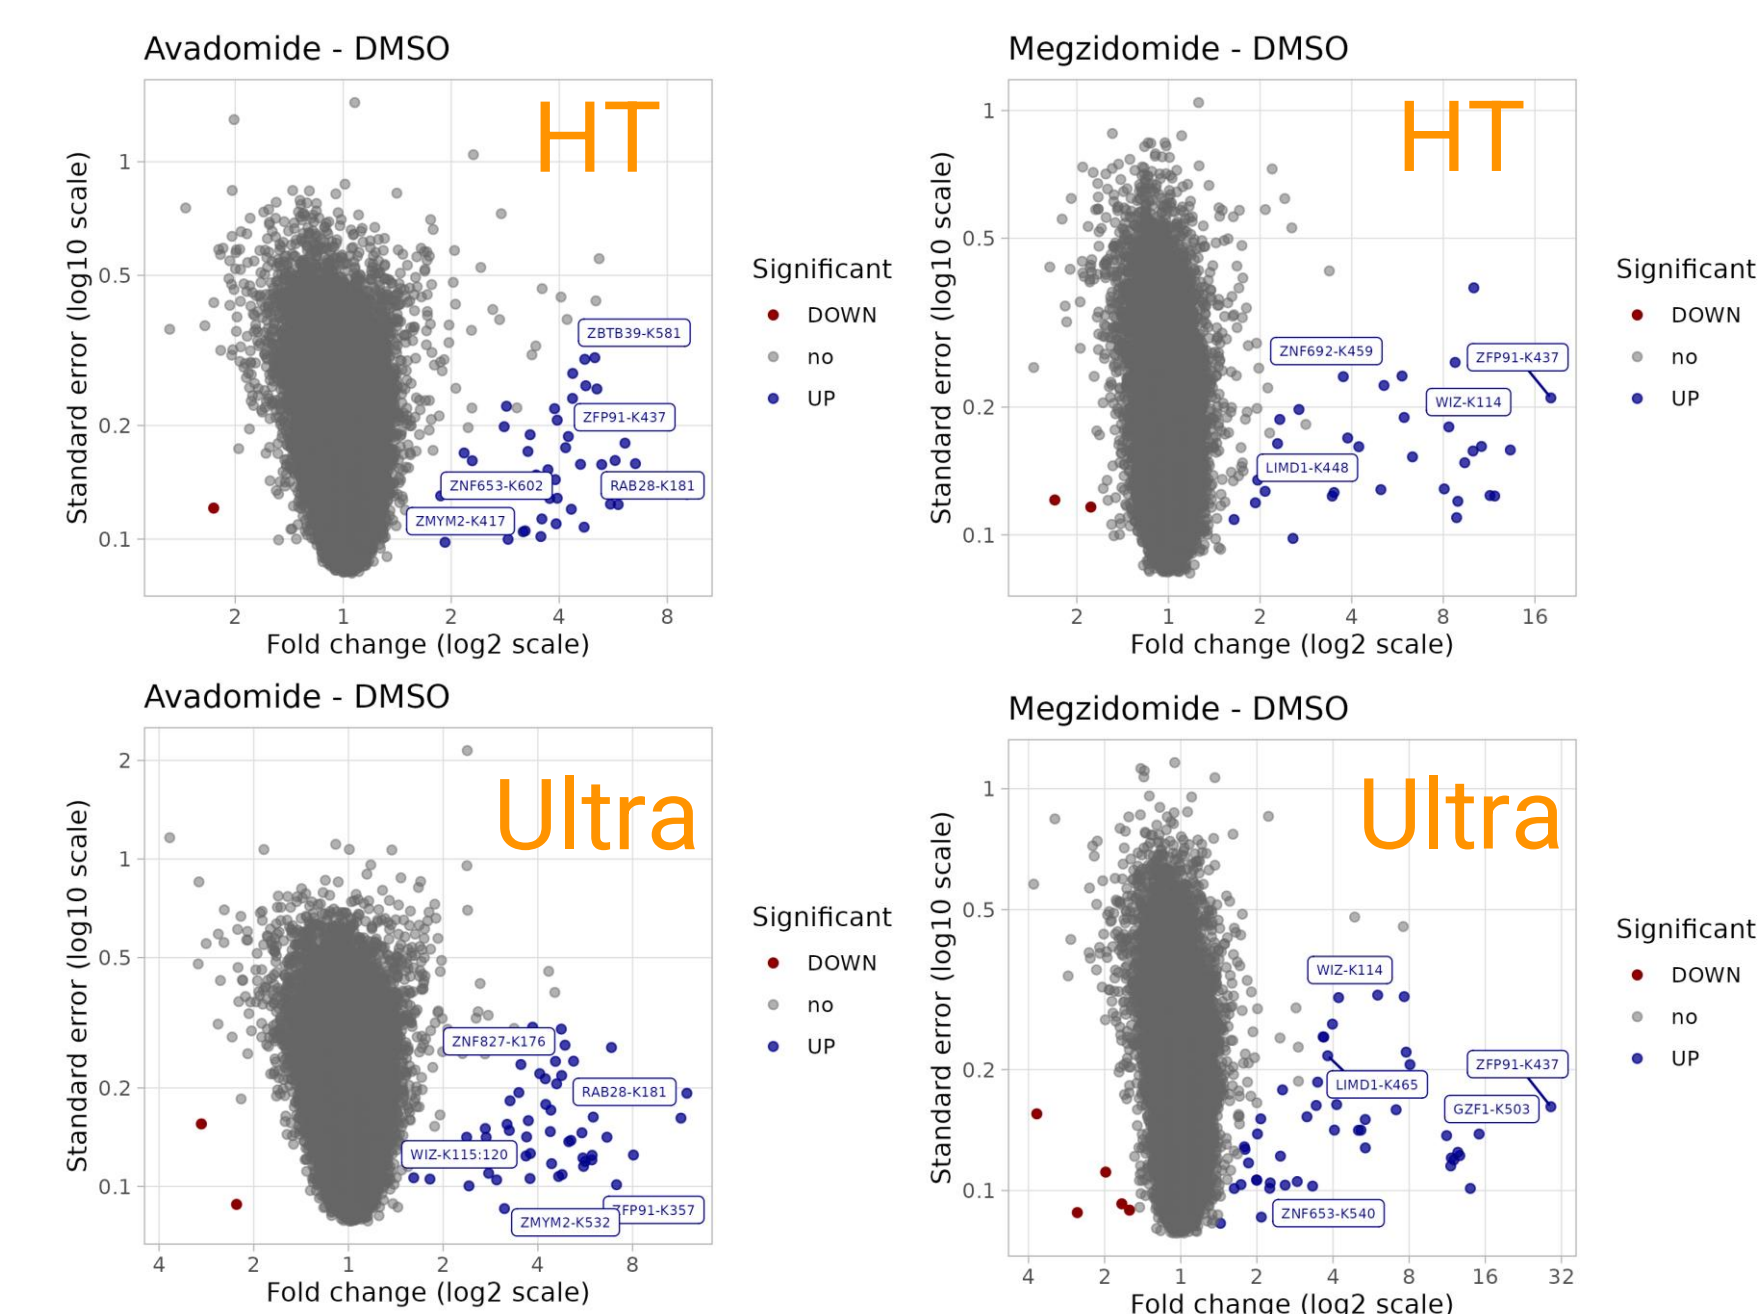 Avadomide - DMSO
HT
1
0.5
0.2
0.1
Standard error (log10 scale)
ZBTB39-K581
ZFP91-K437
ZNF653-K602
RAB28-K181
ZMYM2-K417
2 1 2 4 8
Fold change (log2 scale)
Significant
DOWN
no
UP
Megzidomide - DMSO
HT
1
0.5
0.2
0.1
Standard error (log10 scale)
ZNF692-K459
ZFP91-K437
WIZ-K114
LIMD1-K448
2 1 2 4 8 16
Fold change (log2 scale)
Significant
DOWN
no
UP
Avadomide - DMSO
Ultra
2
1
0.5
0.2
0.1
Standard error (log10 scale)
ZNF827-K176
RAB28-K181
WIZ-K115:120
ZFP91-K357
ZMYM2-K532
4 2 1 2 4 8
Fold change (log2 scale)
Significant
DOWN
no
UP
Megzidomide - DMSO
Ultra
1
0.5
0.2
0.1
Standard error (log10 scale)
WIZ-K114
ZFP91-K437
LIMD1-K465
GZF1-K503
ZNF653-K540
4 2 1 2 4 8 16 32
Fold change (log2 scale)
Significant
DOWN
no
UP